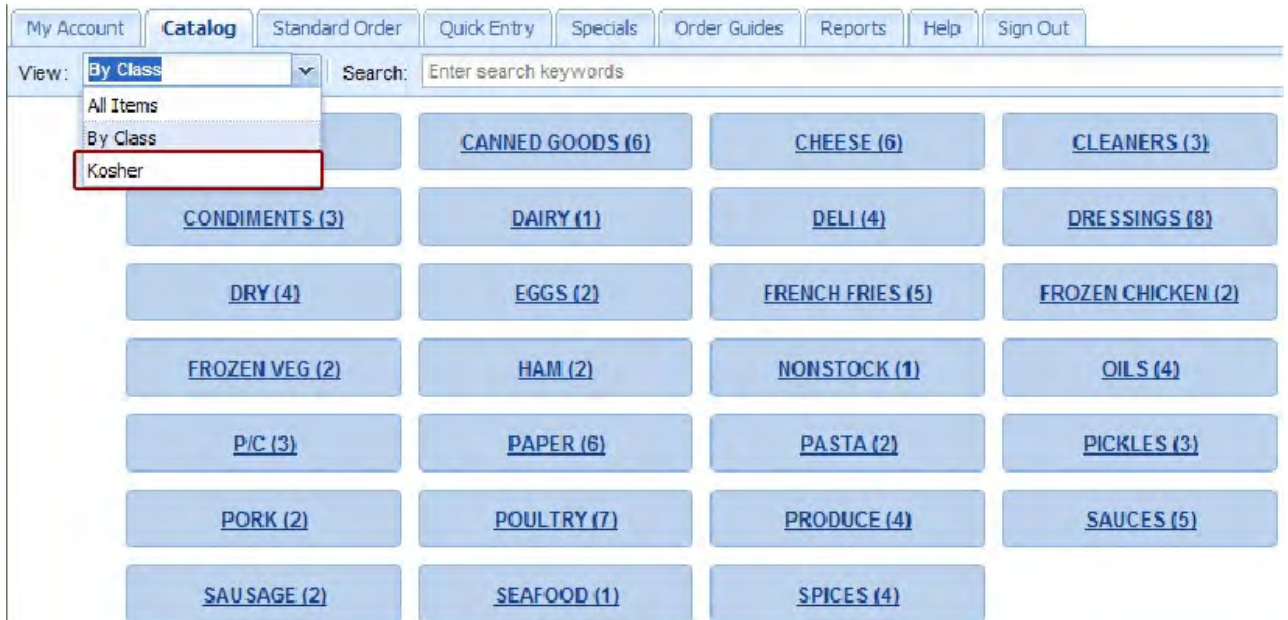 My Account Catalog Standard Order Quick Entry Specials Order Guides Reports Help Sign Out
View: By Class Search: Enter search keywords
All Items
By Class
Kosher
CANNED GOODS (6) CHEESE (6) CLEANERS (3)
CONDIMENTS (3) DAIRY (1) DELI (4) DRESSINGS (8)
DRY (4) EGGS (2) FRENCH FRIES (5) FROZEN CHICKEN (2)
FROZEN VEG (2) HAM (2) NONSTOCK (1) OILS (4)
P/C (3) PAPER (6) PASTA (2) PICKLES (3)
PORK (2) POULTRY (7) PRODUCE (4) SAUCES (5)
SAUSAGE (2) SEAFOOD (1) SPICES (4)